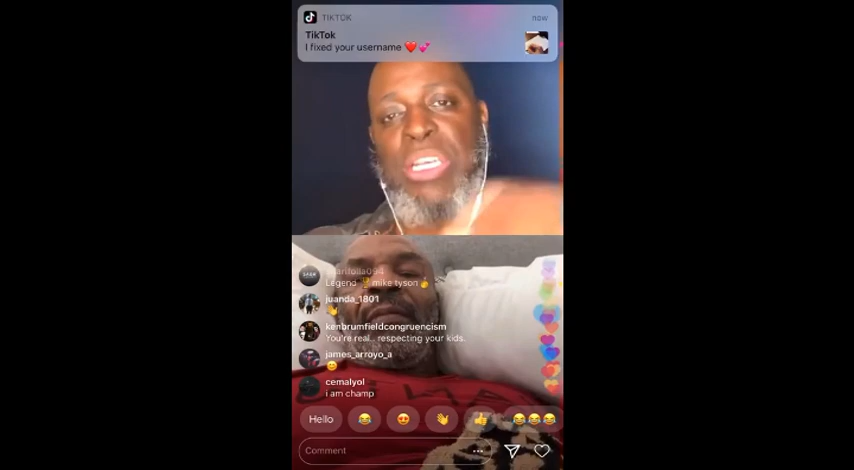 TIKTOK now
TikTok
I fixed your username ❤️💞
Legend 🏆mike tyson🥇
juanda_1801
👋
kenbrumfieldcongruencism
You're real.. respecting your kids.
james_arroyo_a
😊
cemalyol
i am champ
Hello 😂 😍 👋 👍 😂😂😂
Comment